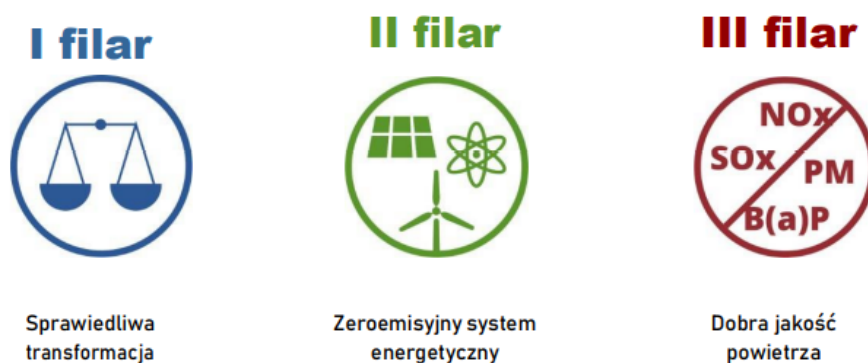 I filar
II filar
III filar
NOx
SOx
PM
B(a)P
Sprawiedliwa
transformacja
Zeroemisyjny system
energetyczny
Dobra jakość
powietrza